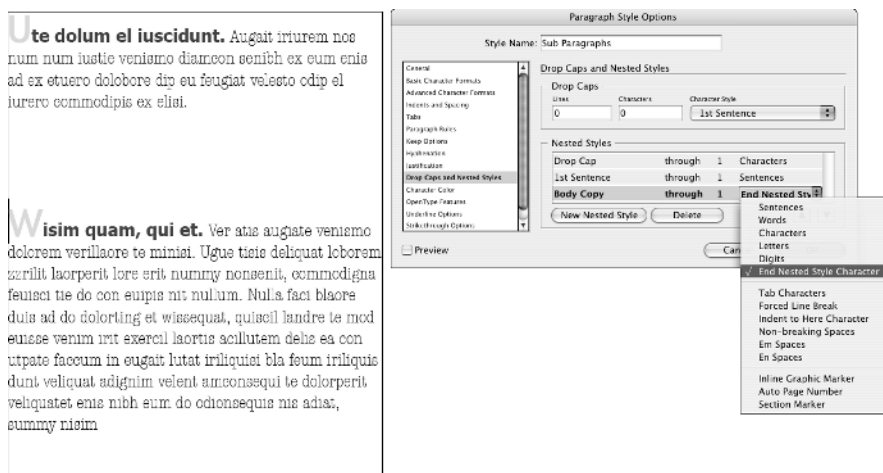 Ute dolum el iuscidunt. Augait iriurem nos
num num iustie venismo diamcon senibh ex eum enis
ad ex etuero dolobore dip eu feugiat velesto odip el
iurero commodipis ex elisi.
Wisim quam, qui et. Ver atis augiate venismo
dolorem verillaore te minisi. Ugue tisis deliquat loborem
zzrilit laorperit lore erit nummy nonsenit, commodigna
feuisci tie do con euipis nit nullum. Nulla faci blaore
duis ad do dolorting et wissequat, quiscil landre te mod
euisse venim irit exercil laortis acillutem delis ea con
utpate faccum in eugait lutat iriliquisi bla feum iriliquis
dunt veliquat adignim velent amconsequi te dolorperit
veliquatet enis nibh eum do odionsequis nis adiat,
summy nisim
Paragraph Style Options
Style Name: Sub Paragraphs
General
Basic Character Formats
Advanced Character Formats
Indents and Spacing
Tabs
Paragraph Rules
Keep Options
Hyphenation
Justification
Drop Caps and Nested Styles
Character Color
OpenType Features
Underline Options
Strikethrough Options
Preview
Drop Caps and Nested Styles
Drop Caps
Lines Characters Character Style
0 0 1st Sentence
Nested Styles
Drop Cap through 1 Characters
1st Sentence through 1 Sentences
Body Copy through 1 End Nested Sty
New Nested Style Delete
Can
Sentences
Words
Characters
Letters
Digits
✓ End Nested Style Character
Tab Characters
Forced Line Break
Indent to Here Character
Non-breaking Spaces
Em Spaces
En Spaces
Inline Graphic Marker
Auto Page Number
Section Marker